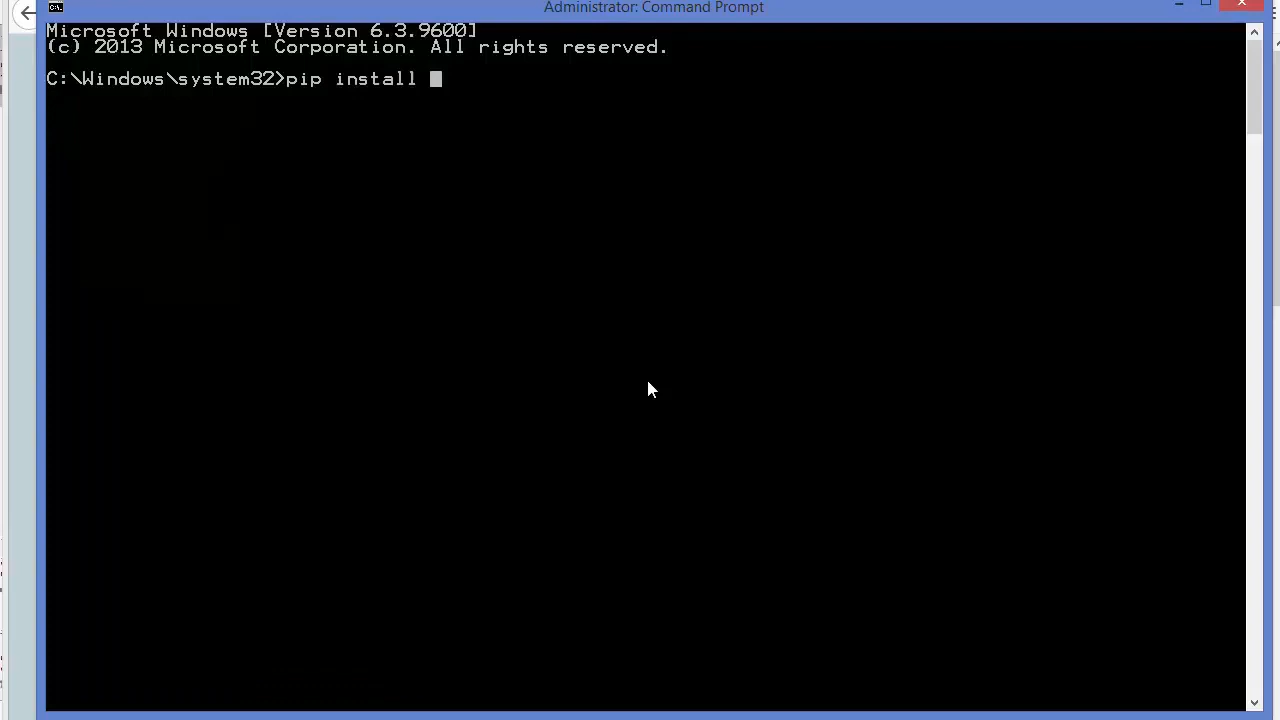 Administrator: Command Prompt
Microsoft Windows [Version 6.3.9600]
(c) 2013 Microsoft Corporation. All rights reserved.
C:\Windows\system32>pip install